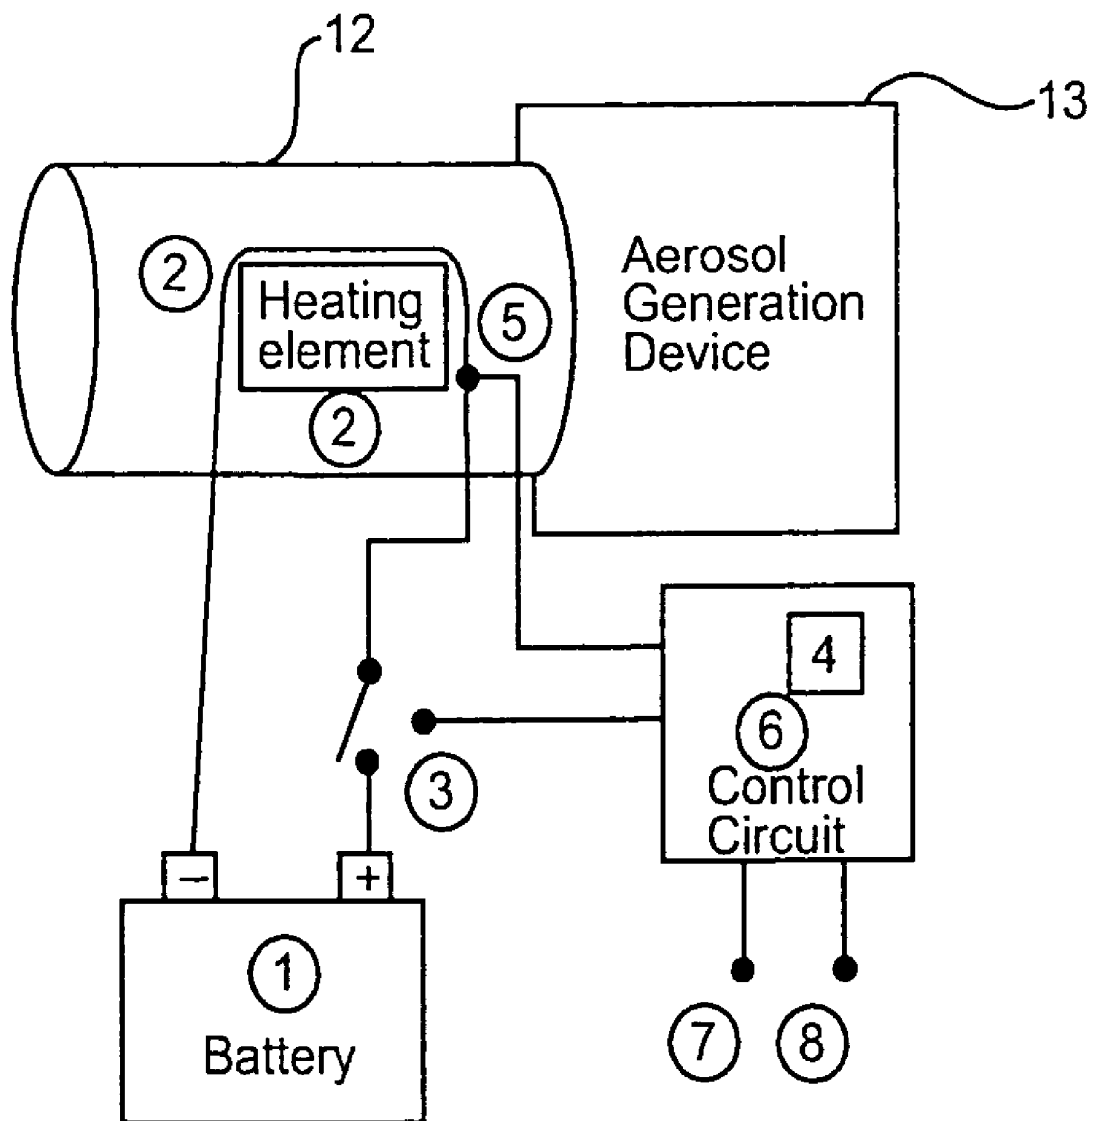 12
13
Aerosol
Generation
Device
2
Heating
element
5
2
4
6
3
Control
Circuit
− +
1
Battery
7 8